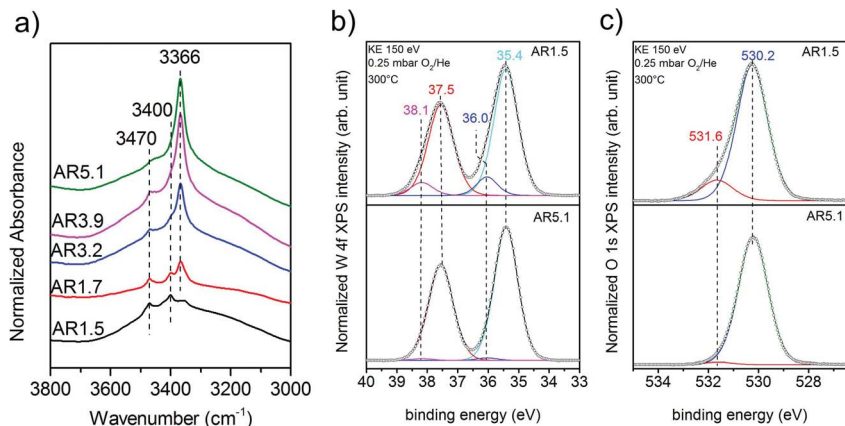 a)
3366
3400
3470
AR5.1
AR3.9
AR3.2
AR1.7
AR1.5
Normalized Absorbance
3800 3600 3400 3200 3000
Wavenumber (cm⁻¹)
b)
KE 150 eV
0.25 mbar O₂/He
300°C
AR1.5
35.4
37.5
38.1
36.0
AR5.1
Normalized W 4f XPS intensity (arb. unit)
40 39 38 37 36 35 34 33
binding energy (eV)
c)
KE 150 eV
0.25 mbar O₂/He
300°C
AR1.5
530.2
531.6
AR5.1
Normalized O 1s XPS intensity (arb. unit)
534 532 530 528
binding energy (eV)